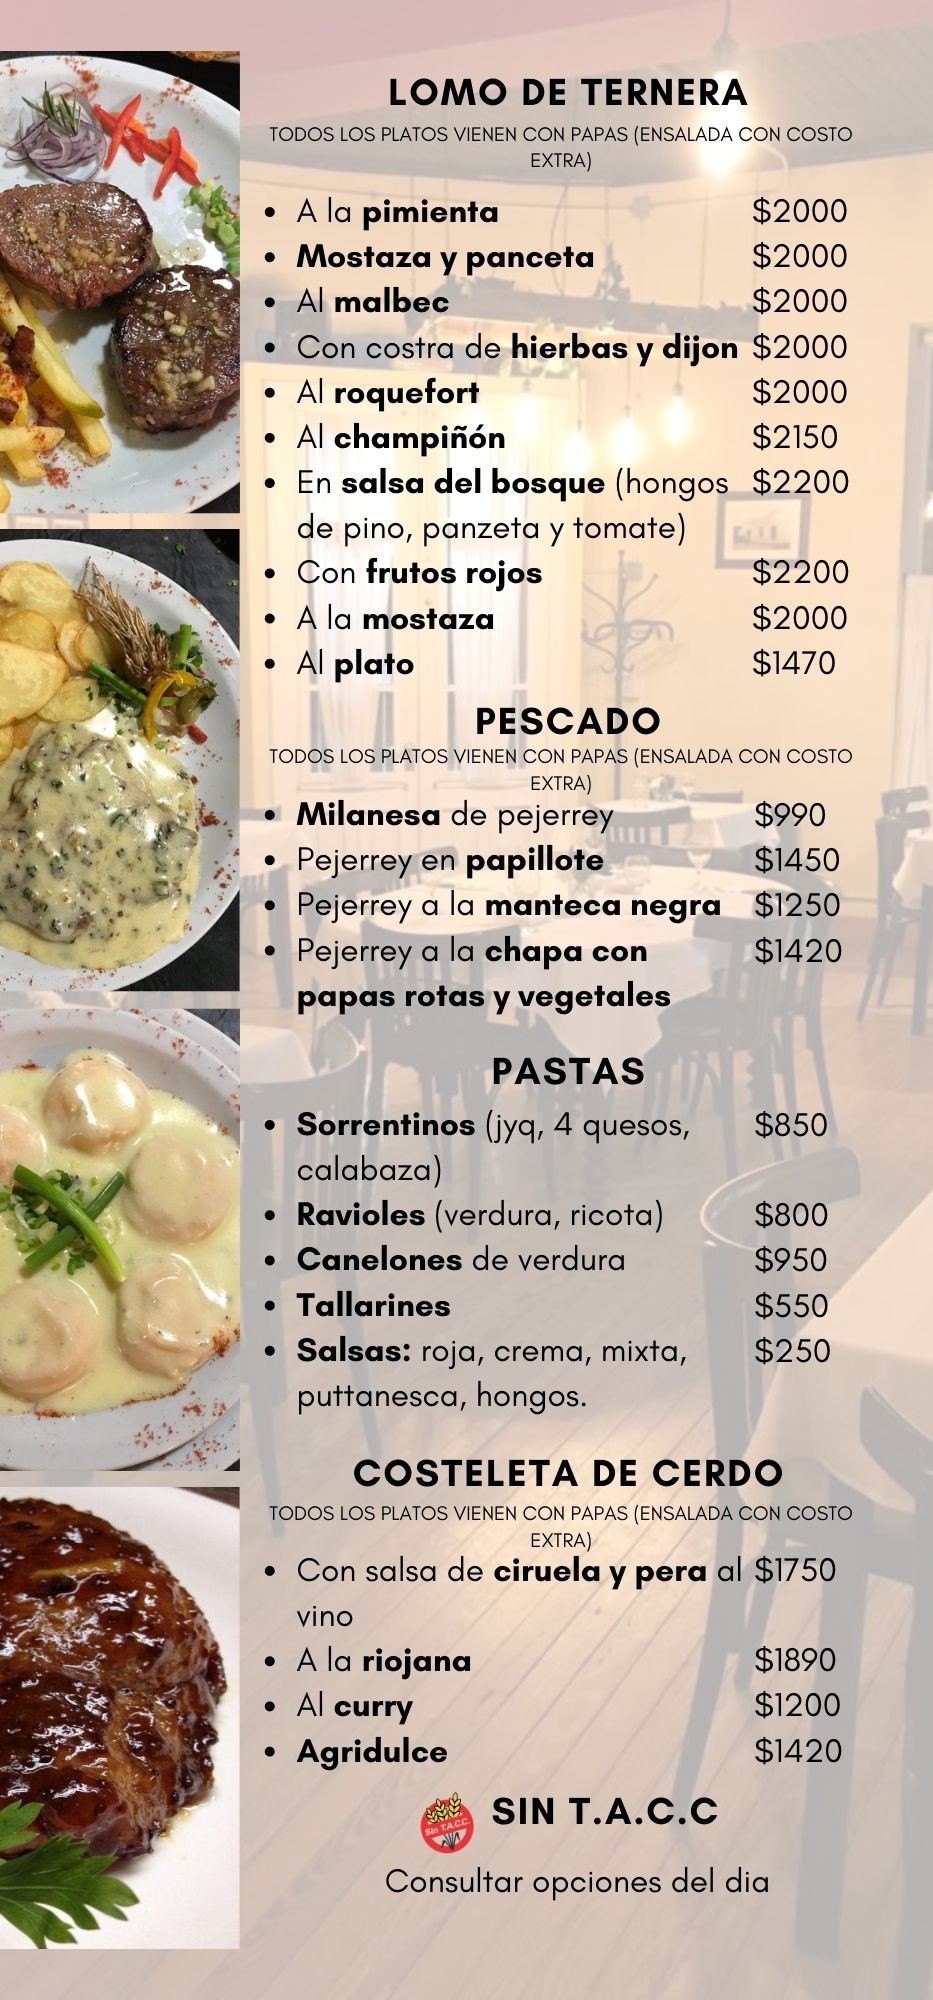 LOMO DE TERNERA
TODOS LOS PLATOS VIENEN CON PAPAS (ENSALADA CON COSTO
EXTRA)
• A la pimienta $2000
• Mostaza y panceta $2000
• Al malbec $2000
• Con costra de hierbas y dijon $2000
• Al roquefort $2000
• Al champiñón $2150
• En salsa del bosque (hongos $2200
de pino, panzeta y tomate)
• Con frutos rojos $2200
• A la mostaza $2000
• Al plato $1470
PESCADO
TODOS LOS PLATOS VIENEN CON PAPAS (ENSALADA CON COSTO
EXTRA)
• Milanesa de pejerrey $990
• Pejerrey en papillote $1450
• Pejerrey a la manteca negra $1250
• Pejerrey a la chapa con $1420
papas rotas y vegetales
PASTAS
• Sorrentinos (jyq, 4 quesos, $850
calabaza)
• Ravioles (verdura, ricota) $800
• Canelones de verdura $950
• Tallarines $550
• Salsas: roja, crema, mixta, $250
puttanesca, hongos.
COSTELETA DE CERDO
TODOS LOS PLATOS VIENEN CON PAPAS (ENSALADA CON COSTO
EXTRA)
• Con salsa de ciruela y pera al $1750
vino
• A la riojana $1890
• Al curry $1200
• Agridulce $1420
Sin T.A.C.C. SIN T.A.C.C
Consultar opciones del dia